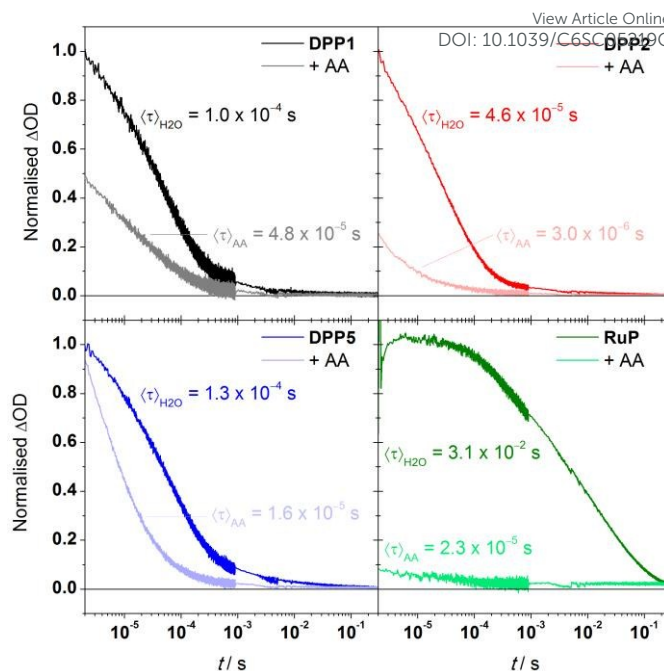 View Article Online
DOI: 10.1039/C6SC05219C
DPP1
+ AA
⟨τ⟩H2O = 1.0 x 10⁻⁴ s
⟨τ⟩AA = 4.8 x 10⁻⁵ s
DPP2
+ AA
⟨τ⟩H2O = 4.6 x 10⁻⁵ s
⟨τ⟩AA = 3.0 x 10⁻⁶ s
Normalised ΔOD
1.0
0.8
0.6
0.4
0.2
0.0
DPP5
+ AA
⟨τ⟩H2O = 1.3 x 10⁻⁴ s
⟨τ⟩AA = 1.6 x 10⁻⁵ s
RuP
+ AA
⟨τ⟩H2O = 3.1 x 10⁻² s
⟨τ⟩AA = 2.3 x 10⁻⁵ s
Normalised ΔOD
1.0
0.8
0.6
0.4
0.2
0.0
10⁻⁵ 10⁻⁴ 10⁻³ 10⁻² 10⁻¹
10⁻⁵ 10⁻⁴ 10⁻³ 10⁻² 10⁻¹
t / s
t / s